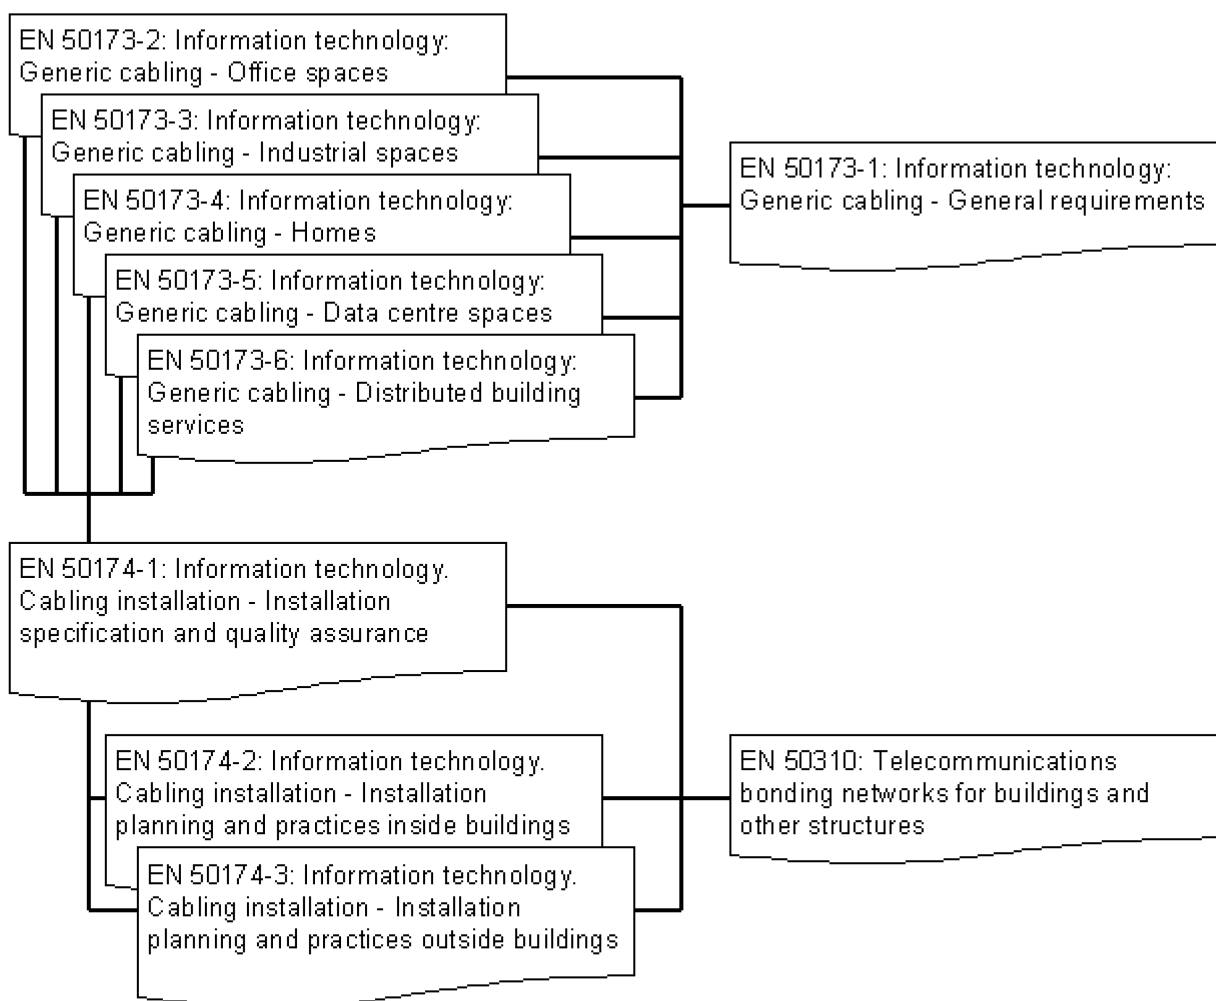 EN 50173-2: Information technology:
Generic cabling - Office spaces
EN 50173-3: Information technology:
Generic cabling - Industrial spaces
EN 50173-4: Information technology:
Generic cabling - Homes
EN 50173-5: Information technology:
Generic cabling - Data centre spaces
EN 50173-6: Information technology:
Generic cabling - Distributed building
services
EN 50173-1: Information technology:
Generic cabling - General requirements
EN 50174-1: Information technology.
Cabling installation - Installation
specification and quality assurance
EN 50174-2: Information technology.
Cabling installation - Installation
planning and practices inside buildings
EN 50174-3: Information technology.
Cabling installation - Installation
planning and practices outside buildings
EN 50310: Telecommunications
bonding networks for buildings and
other structures